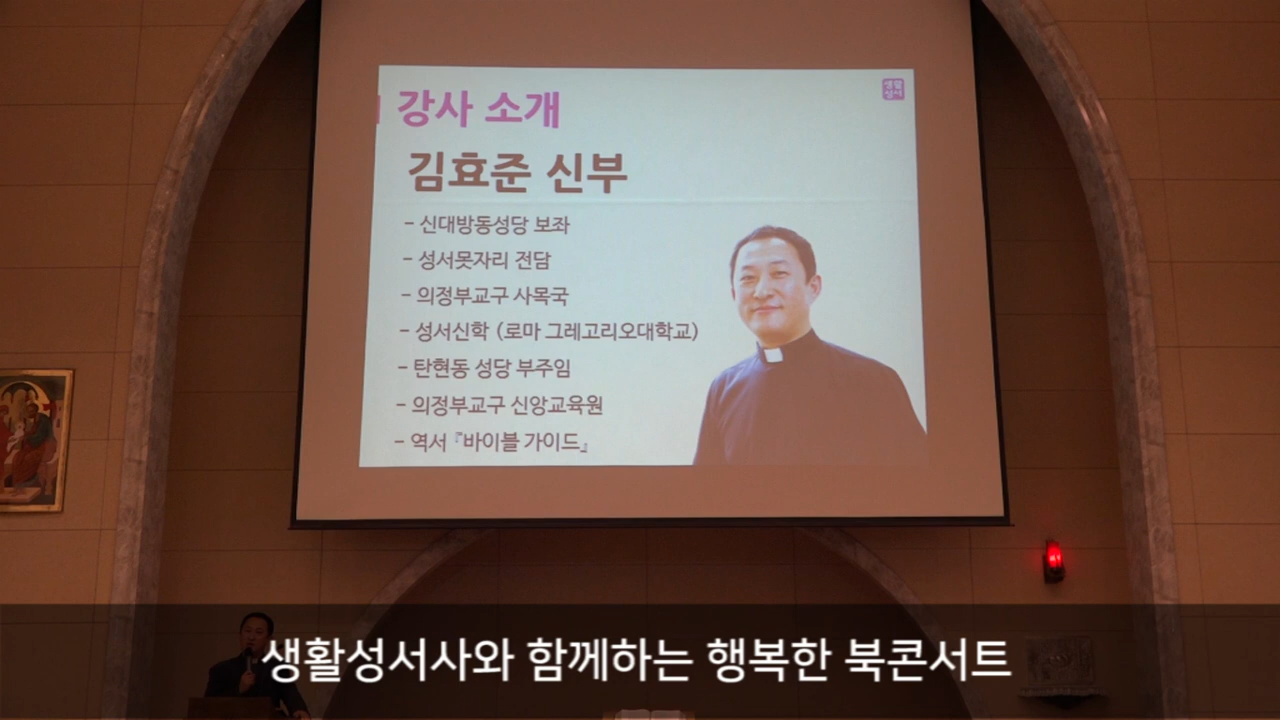 생활
성서
강사 소개
김효준 신부
- 신대방동성당 보좌
- 성서못자리 전담
- 의정부교구 사목국
- 성서신학 (로마 그레고리오대학교)
- 탄현동 성당 부주임
- 의정부교구 신앙교육원
- 역서 『바이블 가이드』
생활성서사와 함께하는 행복한 북콘서트